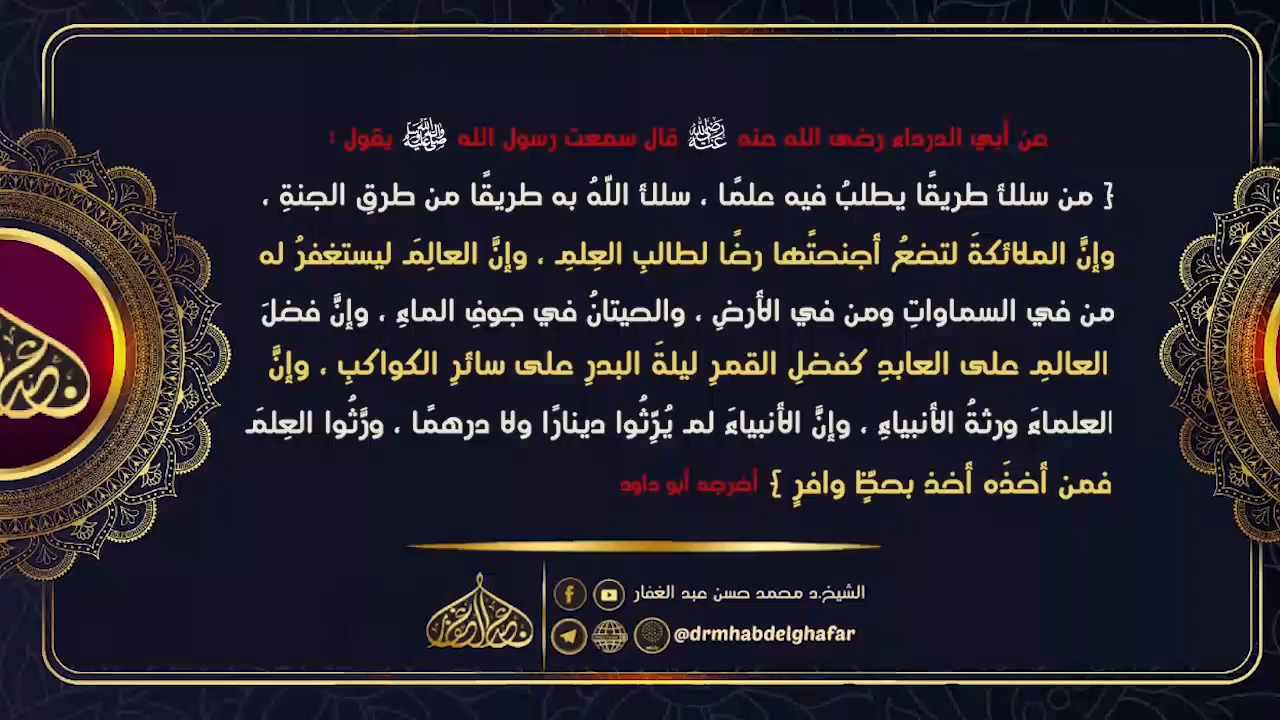 عن أبي الدرداء رضى الله عنه رضي الله عنه قال سمعت رسول الله ﷺ يقول :
{ من سلك طريقًا يطلبُ فيه علمًا ، سلك اللّهُ به طريقًا من طرقِ الجنةِ ،
وإنَّ الملائكةَ لتضعُ أجنحتَها رضًا لطالبِ العِلمِ ، وإنَّ العالِمَ ليستغفرُ له
من في السماواتِ ومن في الأرضِ ، والحيتانُ في جوفِ الماءِ ، وإنَّ فضلَ
العالمِ على العابدِ كفضلِ القمرِ ليلةَ البدرِ على سائرِ الكواكبِ ، وإنَّ
العلماءَ ورثةُ الأنبياءِ ، وإنَّ الأنبياءَ لم يُرِّثُوا دينارًا ولا درهمًا ، ورَّثُوا العِلمَ
فمن أخذَه أخذ بحظٍّ وافرٍ } أخرجه أبو داود
الشيخ.د محمد حسن عبد الغفار
@drmhabdelghafar